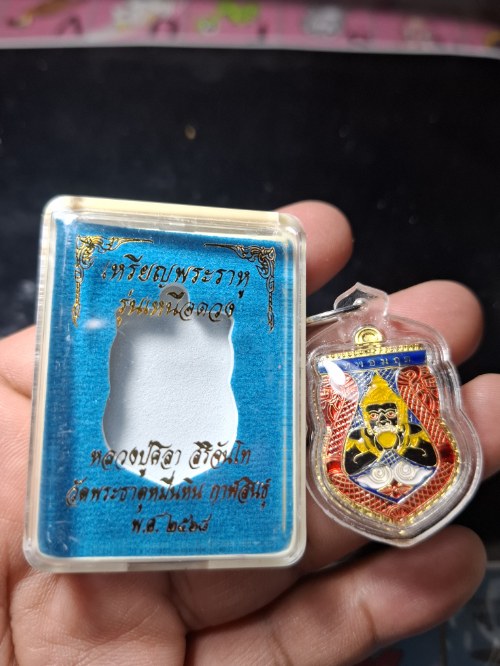 เหรียญพระราหู
รุ่นเหนือดวง
หลวงปู่ศิลา สิริจันโท
วัดพระธาตุหมื่นหิน กาฬสินธุ์
พ.ศ. ๒๕๖๔